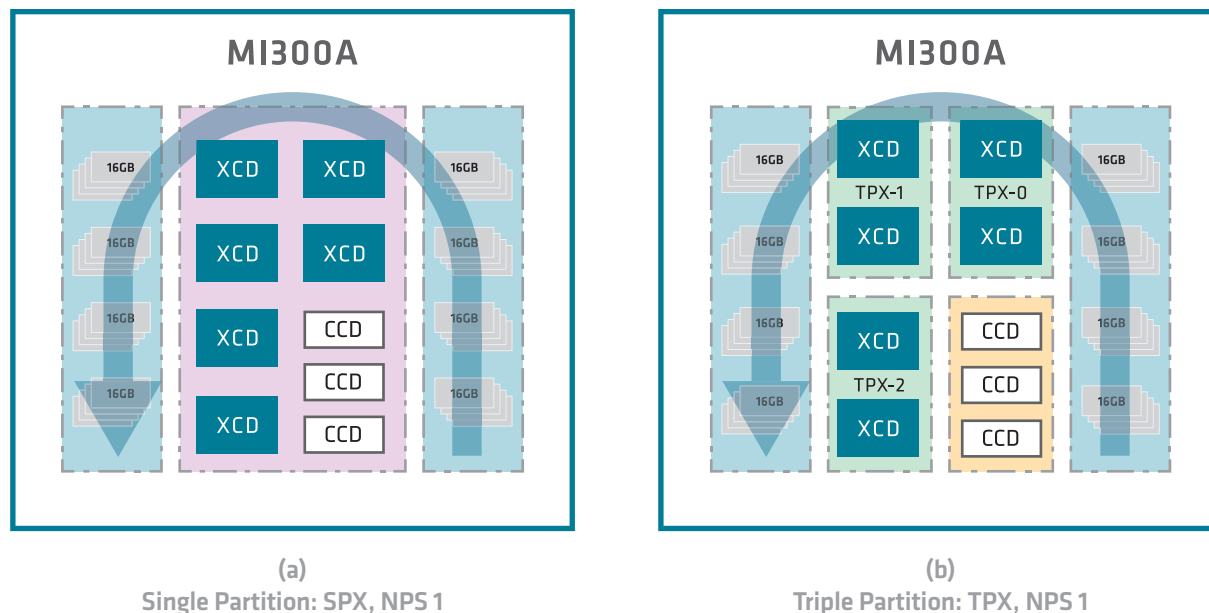 MI300A
16GB
XCD
XCD
16GB
16GB
XCD
XCD
16GB
16GB
XCD
CCD
16GB
CCD
16GB
XCD
CCD
16GB
(a)
Single Partition: SPX, NPS 1
MI300A
16GB
XCD
XCD
16GB
TPX-1
TPX-0
16GB
XCD
XCD
16GB
16GB
XCD
CCD
16GB
TPX-2
CCD
16GB
XCD
CCD
16GB
(b)
Triple Partition: TPX, NPS 1